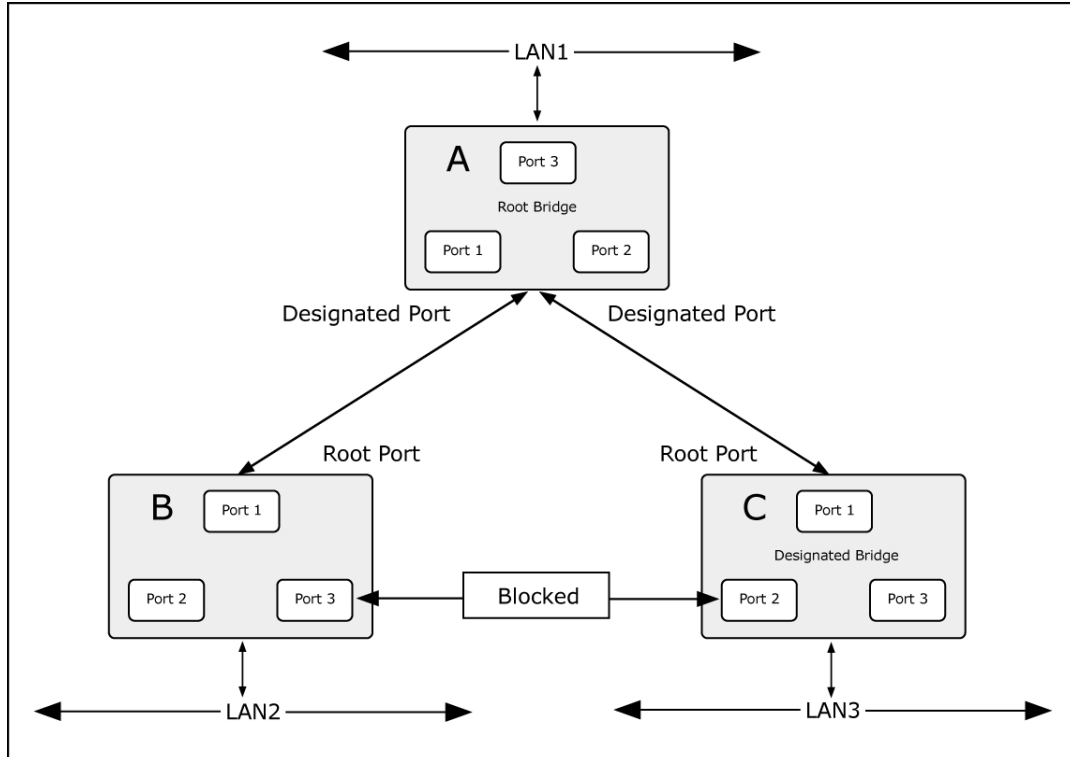 LAN1
A
Port 3
Root Bridge
Port 1
Port 2
Designated Port
Designated Port
Root Port
Root Port
B
Port 1
Port 2
Port 3
Blocked
C
Port 1
Designated Bridge
Port 2
Port 3
LAN2
LAN3